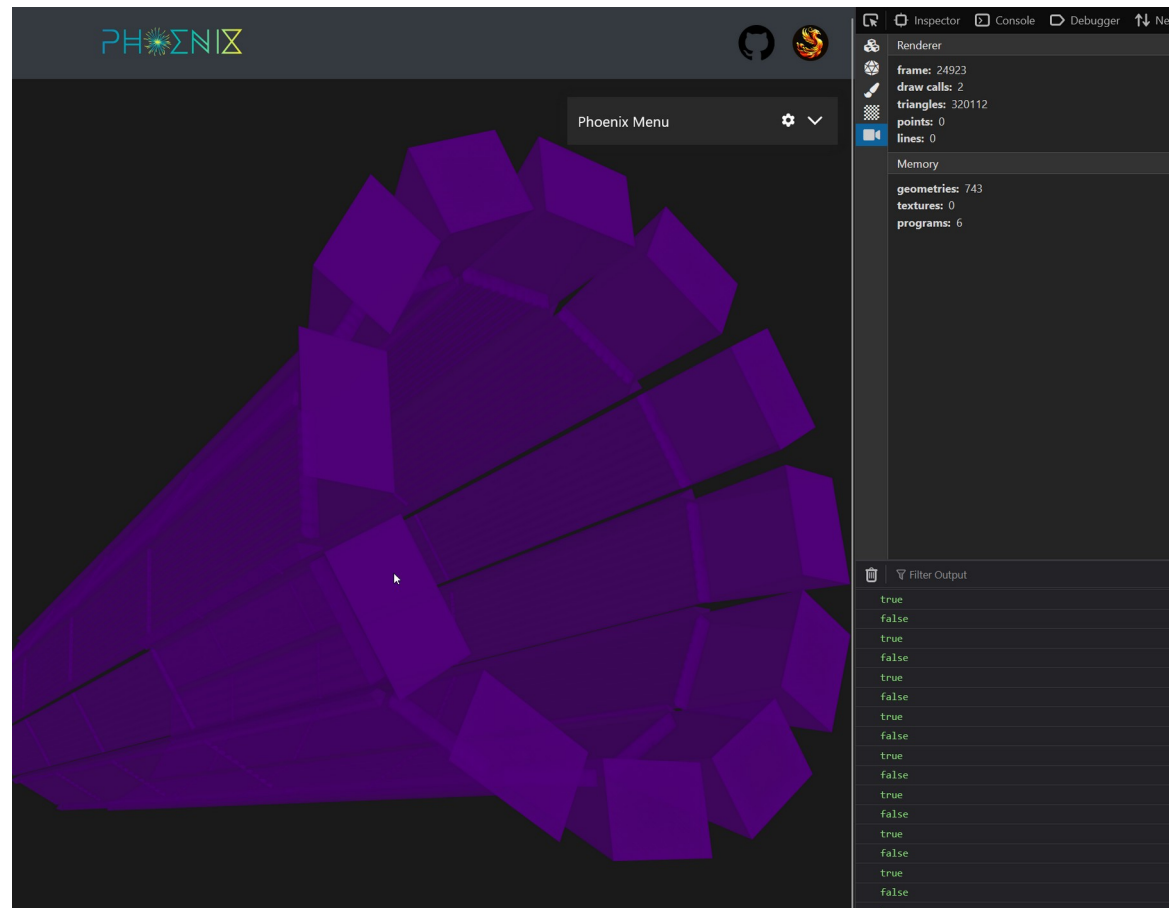 PHΣNIX
Phoenix Menu
Inspector Console Debugger
Renderer
frame: 24923
draw calls: 2
triangles: 320112
points: 0
lines: 0
Memory
geometries: 743
textures: 0
programs: 6
Filter Output
true
false
true
false
true
false
true
false
true
false
true
false
true
false
true
false